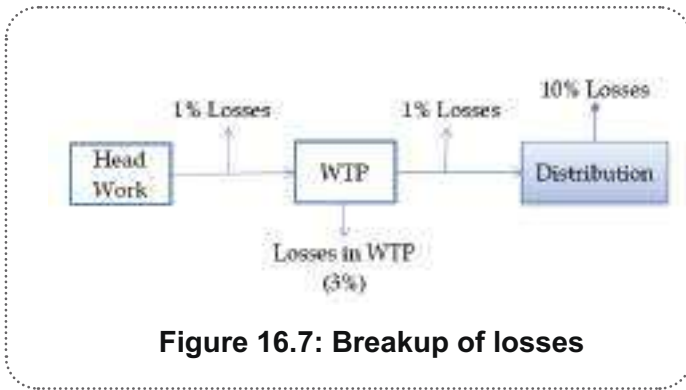 10% Losses
1% Losses
1% Losses
Head
Work
WTP
Distribution
Losses in WTP
(3%)
Figure 16.7: Breakup of losses